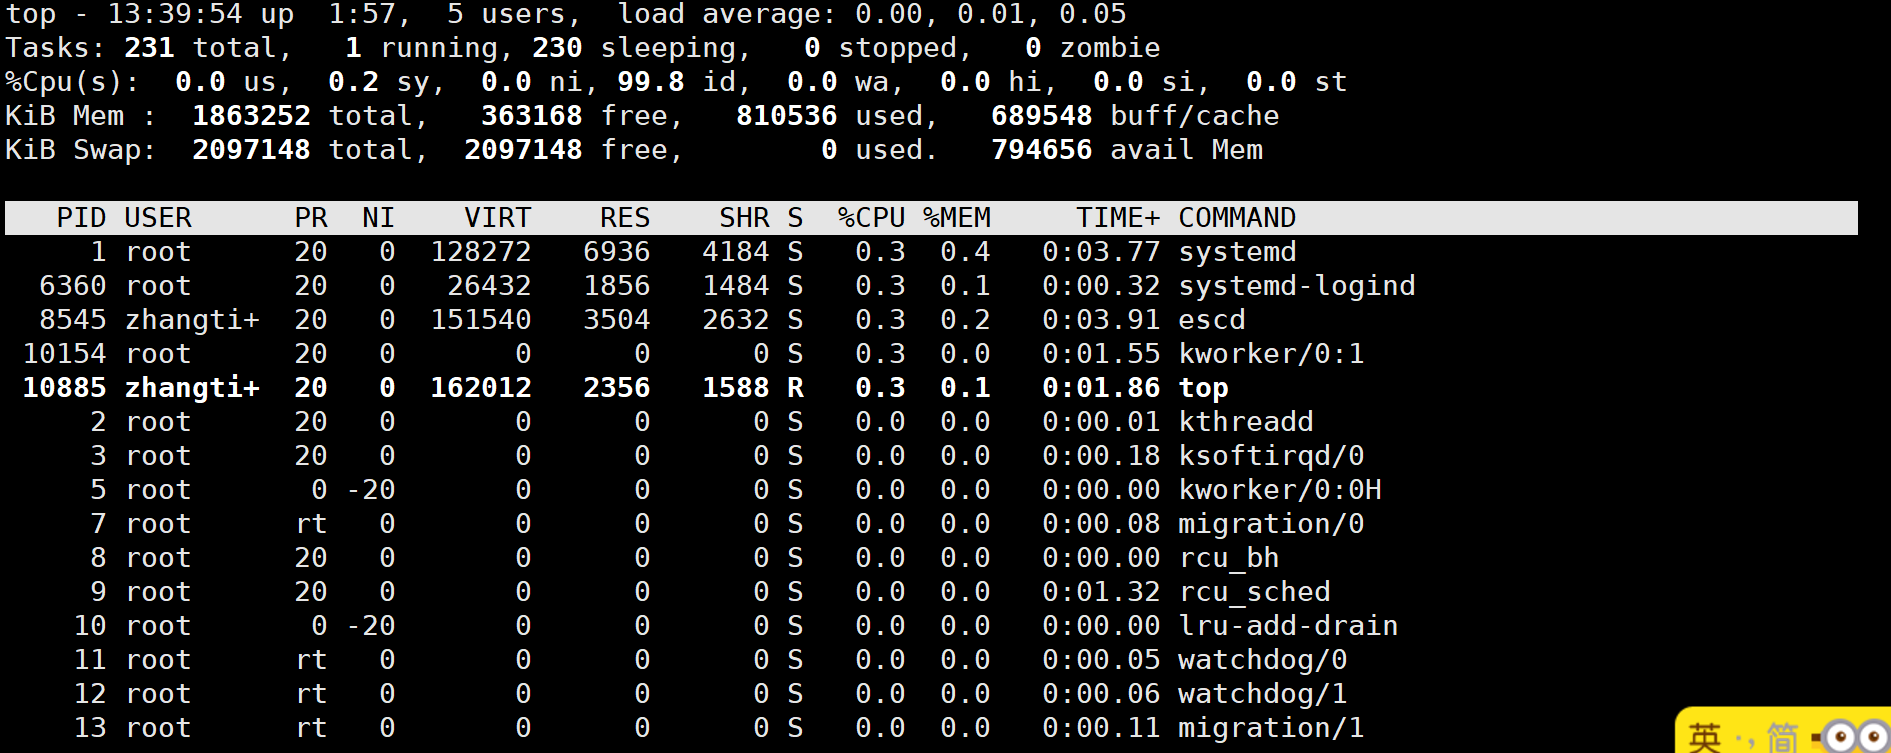 top - 13:39:54 up  1:57,  5 users,  load average: 0.00, 0.01, 0.05
Tasks: 231 total,   1 running, 230 sleeping,   0 stopped,   0 zombie
%Cpu(s):  0.0 us,  0.2 sy,  0.0 ni, 99.8 id,  0.0 wa,  0.0 hi,  0.0 si,  0.0 st
KiB Mem :  1863252 total,   363168 free,   810536 used,   689548 buff/cache
KiB Swap:  2097148 total,  2097148 free,        0 used.   794656 avail Mem
   PID USER      PR  NI    VIRT    RES    SHR S  %CPU %MEM     TIME+ COMMAND
     1 root      20   0  128272   6936   4184 S   0.3  0.4   0:03.77 systemd
  6360 root      20   0   26432   1856   1484 S   0.3  0.1   0:00.32 systemd-logind
  8545 zhangti+  20   0  151540   3504   2632 S   0.3  0.2   0:03.91 escd
 10154 root      20   0       0      0      0 S   0.3  0.0   0:01.55 kworker/0:1
 10885 zhangti+  20   0  162012   2356   1588 R   0.3  0.1   0:01.86 top
     2 root      20   0       0      0      0 S   0.0  0.0   0:00.01 kthreadd
     3 root      20   0       0      0      0 S   0.0  0.0   0:00.18 ksoftirqd/0
     5 root       0 -20       0      0      0 S   0.0  0.0   0:00.00 kworker/0:0H
     7 root      rt   0       0      0      0 S   0.0  0.0   0:00.08 migration/0
     8 root      20   0       0      0      0 S   0.0  0.0   0:00.00 rcu_bh
     9 root      20   0       0      0      0 S   0.0  0.0   0:01.32 rcu_sched
    10 root       0 -20       0      0      0 S   0.0  0.0   0:00.00 lru-add-drain
    11 root      rt   0       0      0      0 S   0.0  0.0   0:00.05 watchdog/0
    12 root      rt   0       0      0      0 S   0.0  0.0   0:00.06 watchdog/1
    13 root      rt   0       0      0      0 S   0.0  0.0   0:00.11 migration/1
英 ·, 简